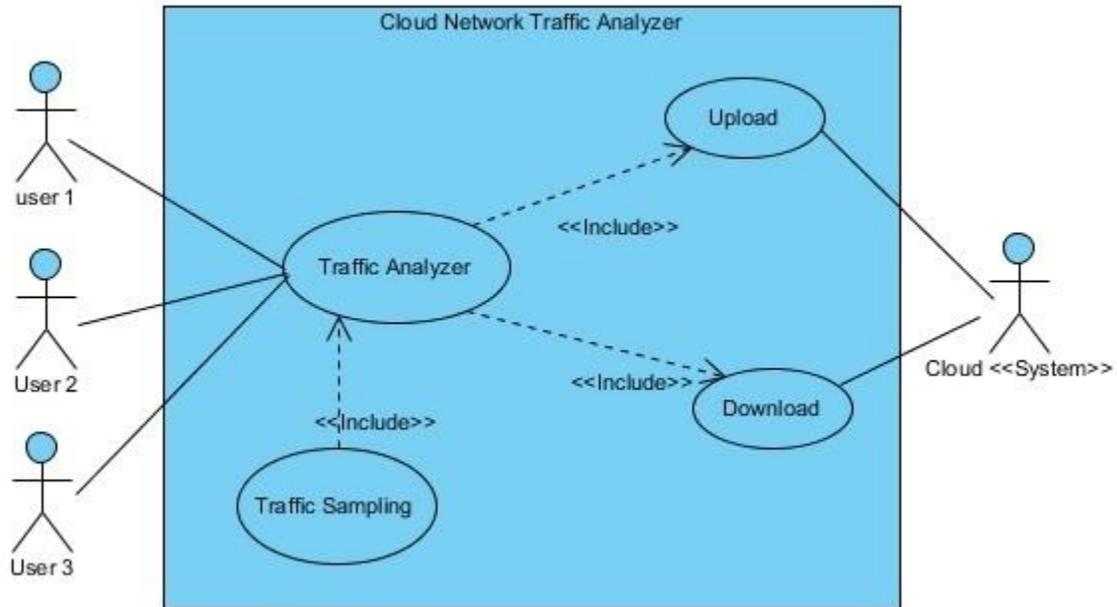 Cloud Network Traffic Analyzer
Upload
user 1
<<Include>>
Traffic Analyzer
User 2
Cloud <<System>>
<<Include>>
Download
<<Include>>
Traffic Sampling
User 3